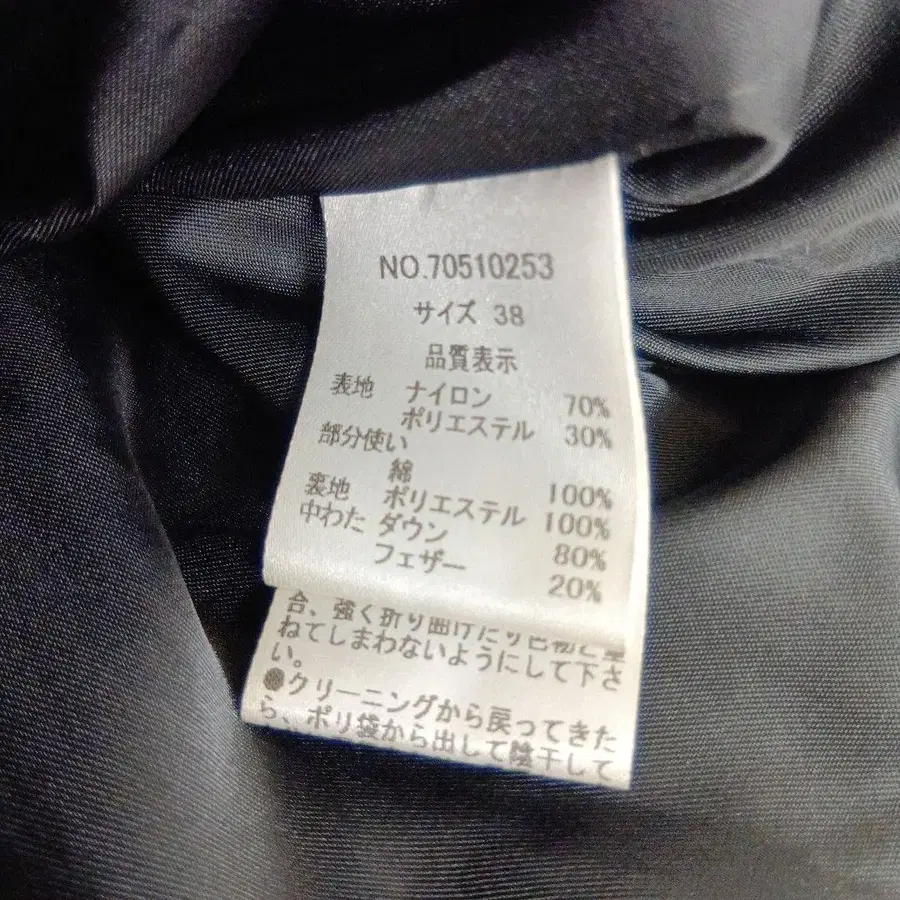 NO.70510253
サイズ 38
品質表示
表地 ナイロン 70%
ポリエステル 30%
部分使い
綿 100%
裏地 ポリエステル 100%
中わた ダウン 80%
フェザー 20%
合、強く折り曲げたり
ねてしまわないようにして下さ
い。
●クリーニングから戻ってきた
ら、ポリ袋から出して陰干して